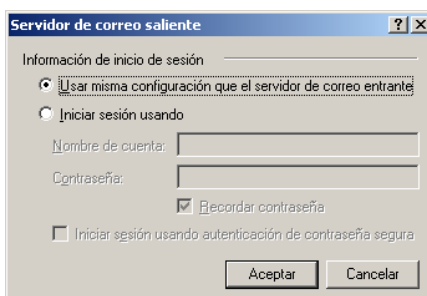 Servidor de correo saliente
Información de inicio de sesión
Usar misma configuración que el servidor de correo entrante
Iniciar sesión usando
Nombre de cuenta:
Contraseña:
Recordar contraseña
Iniciar sesión usando autenticación de contraseña segura
Aceptar Cancelar